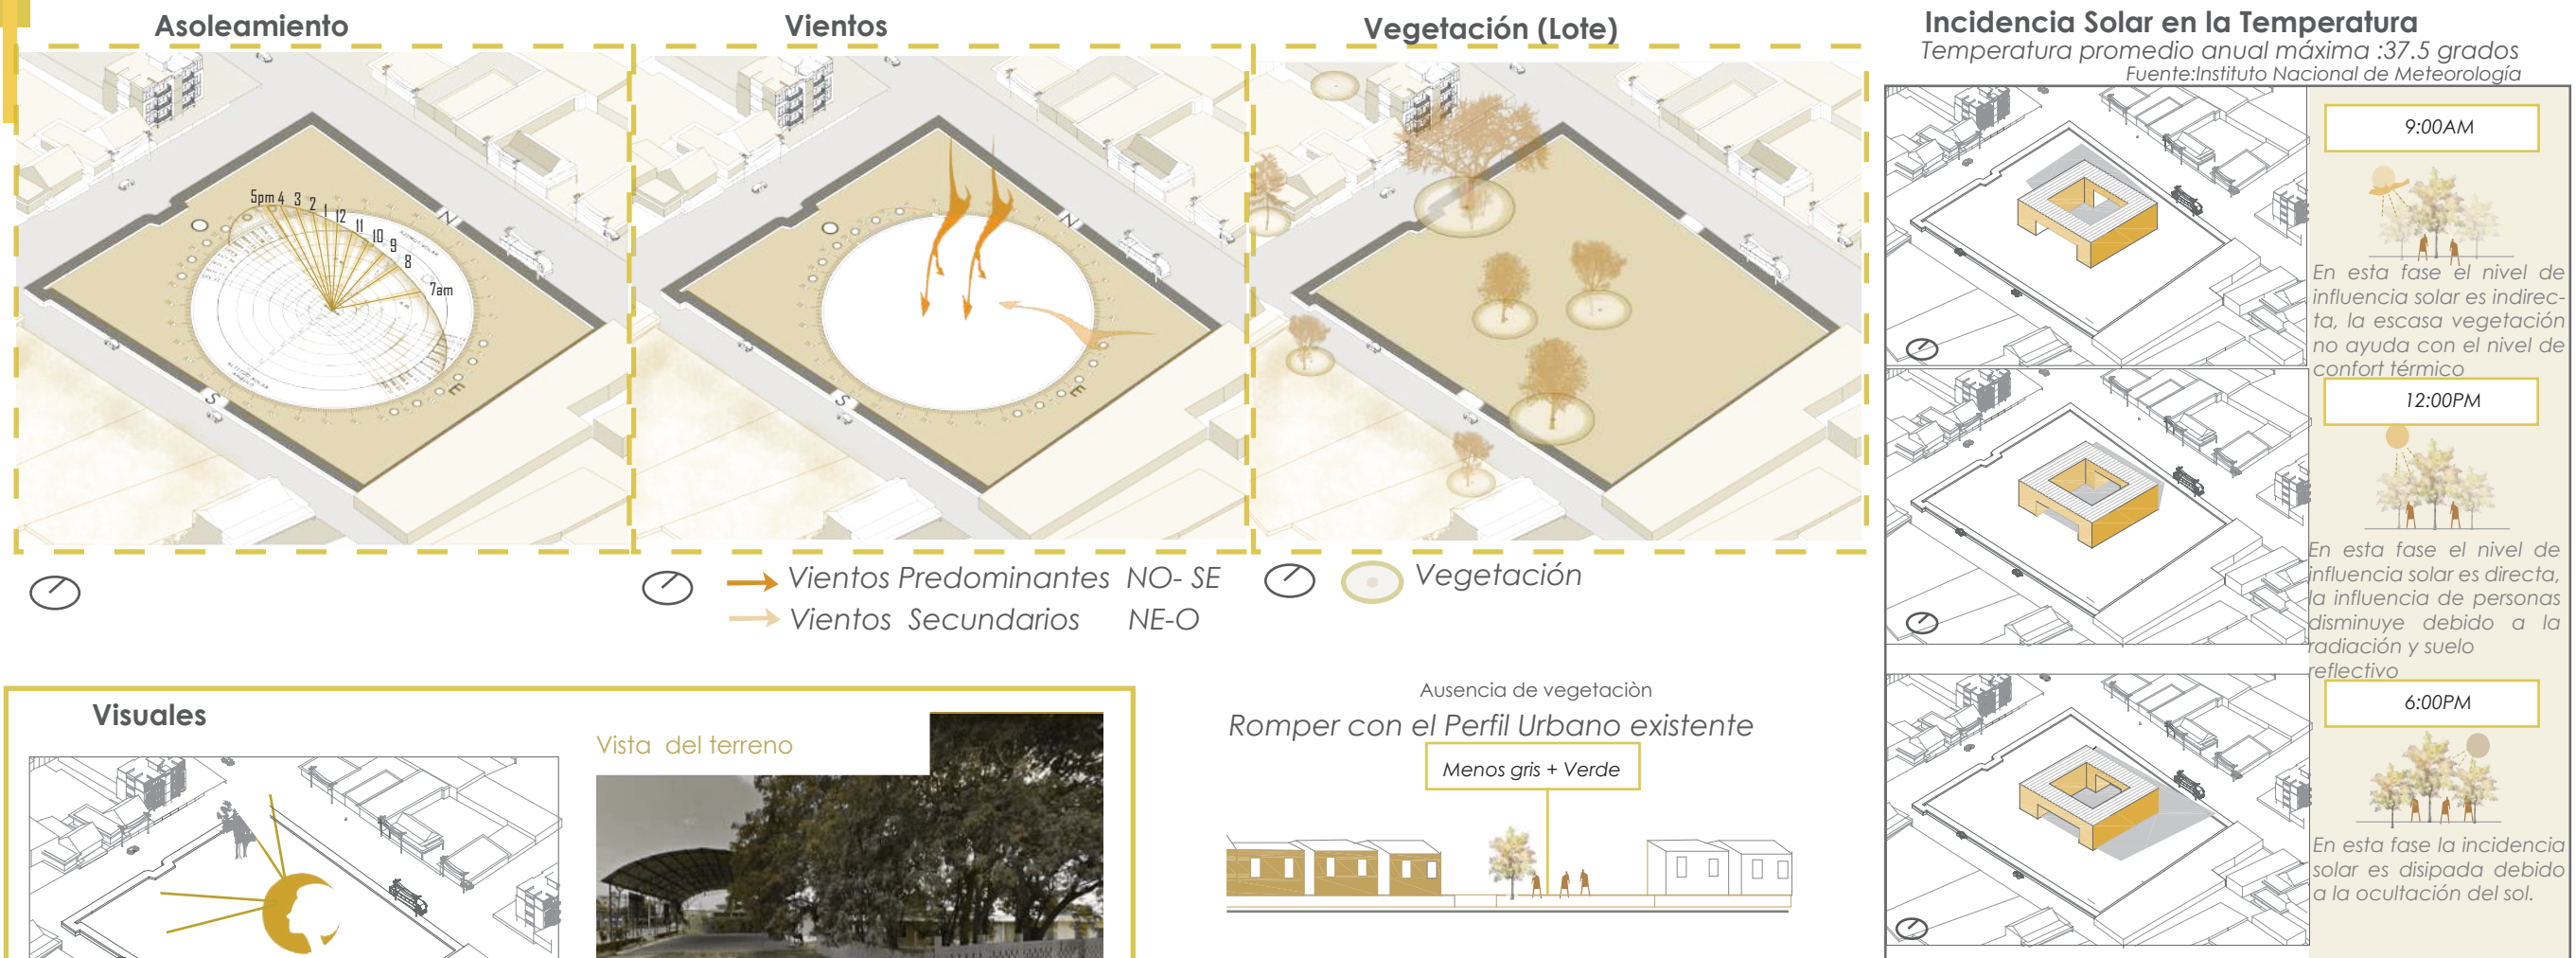 Asoleamiento
5pm 4 3 2 1 12 11 10 9 8 7am
AZIMUT SOLAR
ALTITUD SOLAR
N
S
E
Vientos
N
S
E
Vientos Predominantes NO- SE
Vientos Secundarios NE-O
Vegetación (Lote)
Vegetación
Incidencia Solar en la Temperatura
Temperatura promedio anual máxima :37.5 grados
Fuente:Instituto Nacional de Meteorología
9:00AM
En esta fase el nivel de
influencia solar es indirec-
ta, la escasa vegetación
no ayuda con el nivel de
confort térmico
12:00PM
En esta fase el nivel de
influencia solar es directa,
la influencia de personas
disminuye debido a la
radiación y suelo
reflectivo
6:00PM
En esta fase la incidencia
solar es disipada debido
a la ocultación del sol.
Visuales
Vista del terreno
Ausencia de vegetaciòn
Romper con el Perfil Urbano existente
Menos gris + Verde